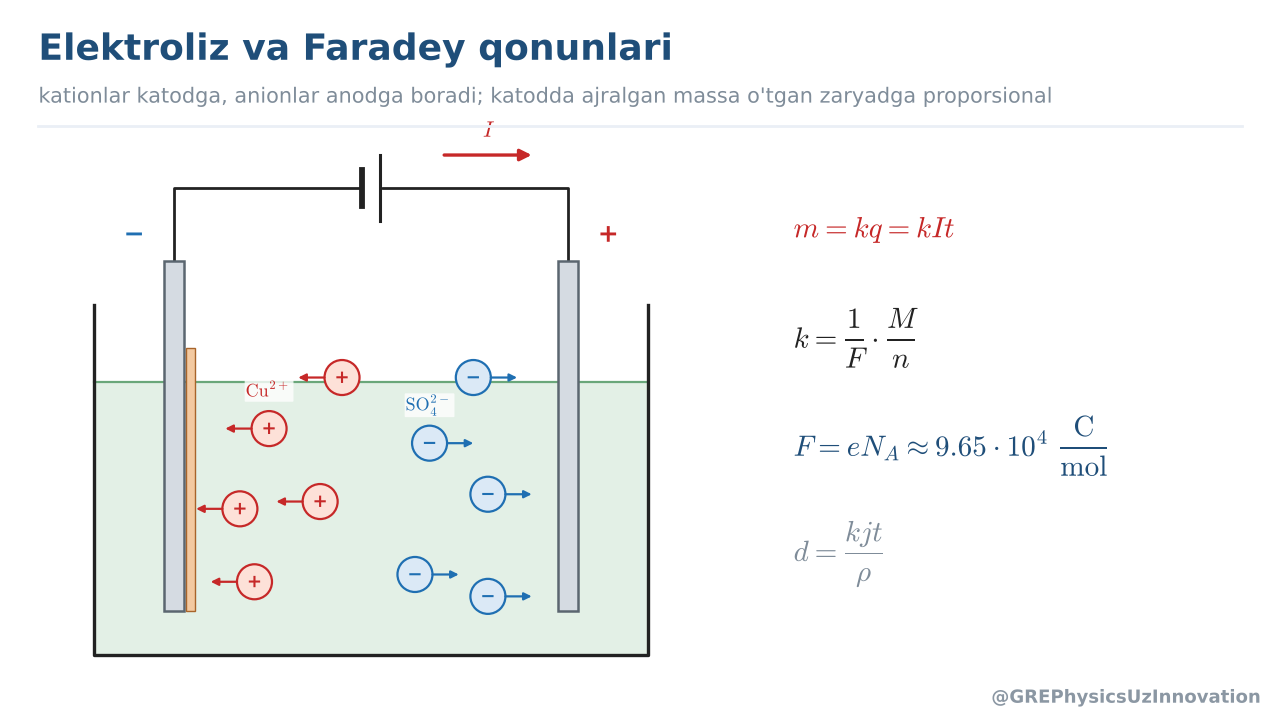 Elektroliz va Faradey qonunlari
kationlar katodga, anionlar anodga boradi; katodda ajralgan massa o'tgan zaryadga proporsional
I
− +
m = kq = kIt
k = 1/F · M/n
Cu²⁺
SO₄²⁻
F = eN_A ≈ 9.65 · 10⁴ C/mol
d = kjt/ρ
@GREPhysicsUzInnovation